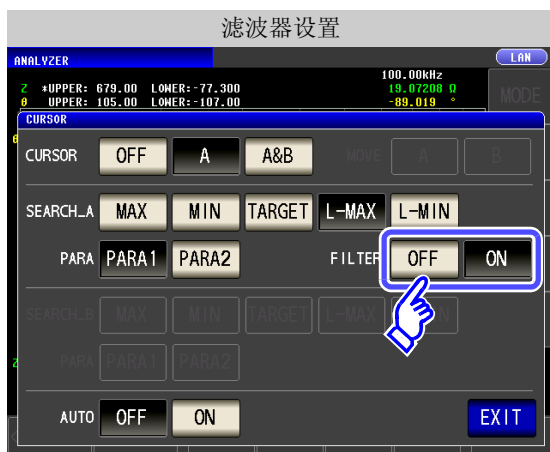 滤波器设置
ANALYZER LAN
100.00kHz
Z *UPPER: 679.00 LOWER:-77.300 19.07208 Ω
θ UPPER: 105.00 LOWER:-107.00 -89.019 °
MODE
CURSOR
θ
CURSOR OFF A A&B MOVE A B
SEARCH_A MAX MIN TARGET L-MAX L-MIN
PARA PARA1 PARA2 FILTER OFF ON
SEARCH_B MAX MIN TARGET L-MAX
Z PARA PARA1 PARA2
AUTO OFF ON EXIT